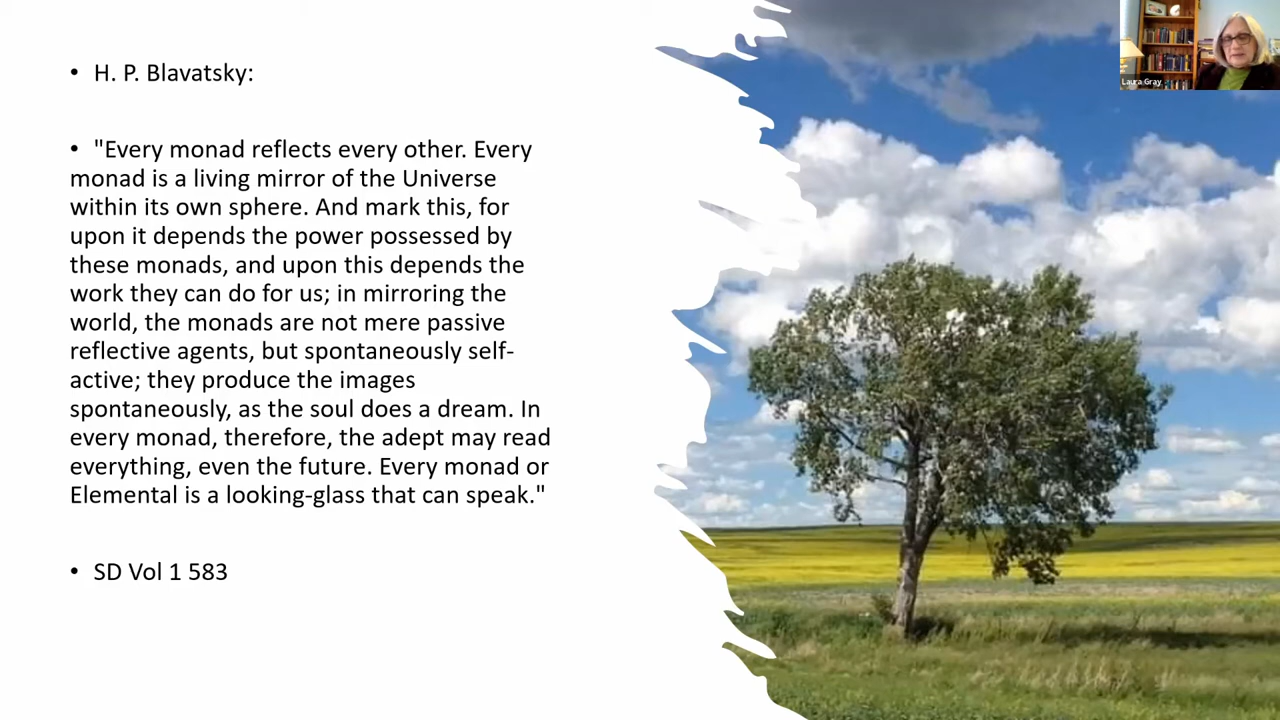 • H. P. Blavatsky:
• "Every monad reflects every other. Every
monad is a living mirror of the Universe
within its own sphere. And mark this, for
upon it depends the power possessed by
these monads, and upon this depends the
work they can do for us; in mirroring the
world, the monads are not mere passive
reflective agents, but spontaneously self-
active; they produce the images
spontaneously, as the soul does a dream. In
every monad, therefore, the adept may read
everything, even the future. Every monad or
Elemental is a looking-glass that can speak."
• SD Vol 1 583
Laura Gray